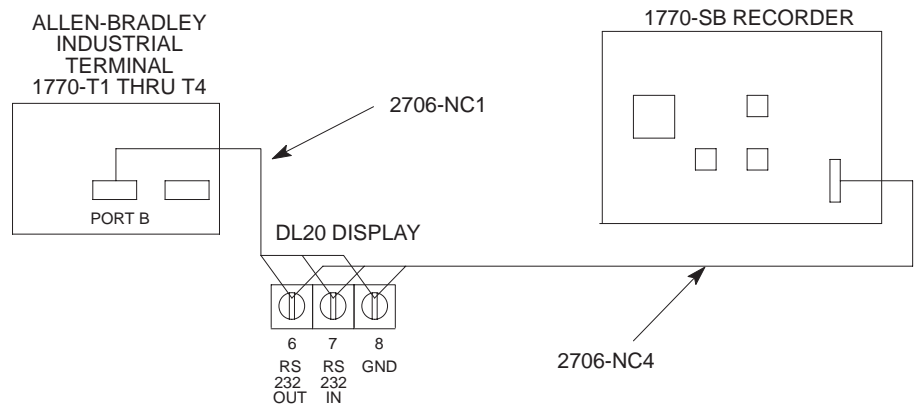 ALLEN-BRADLEY
INDUSTRIAL
TERMINAL
1770-T1 THRU T4
1770-SB RECORDER
2706-NC1
PORT B
DL20 DISPLAY
6
7
8
RS
232
OUT
RS
232
IN
GND
2706-NC4